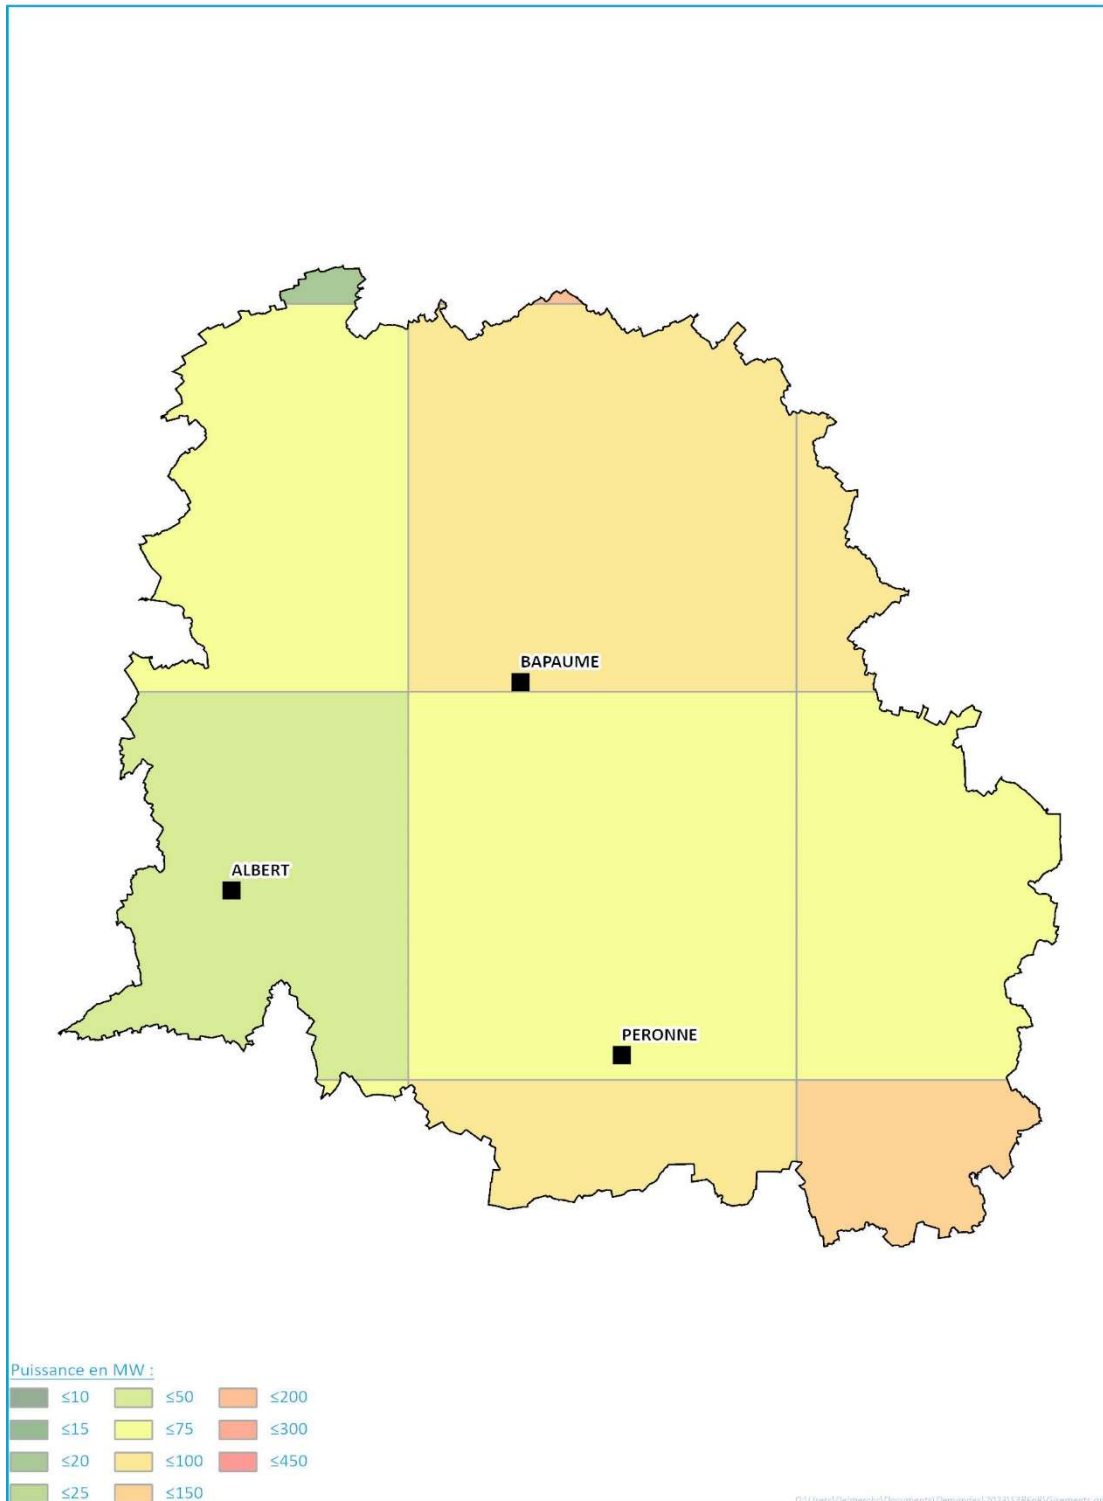 BAPAUME
ALBERT
PERONNE
Puissance en MW :
≤10 ≤50 ≤200
≤15 ≤75 ≤300
≤20 ≤100 ≤450
≤25 ≤150